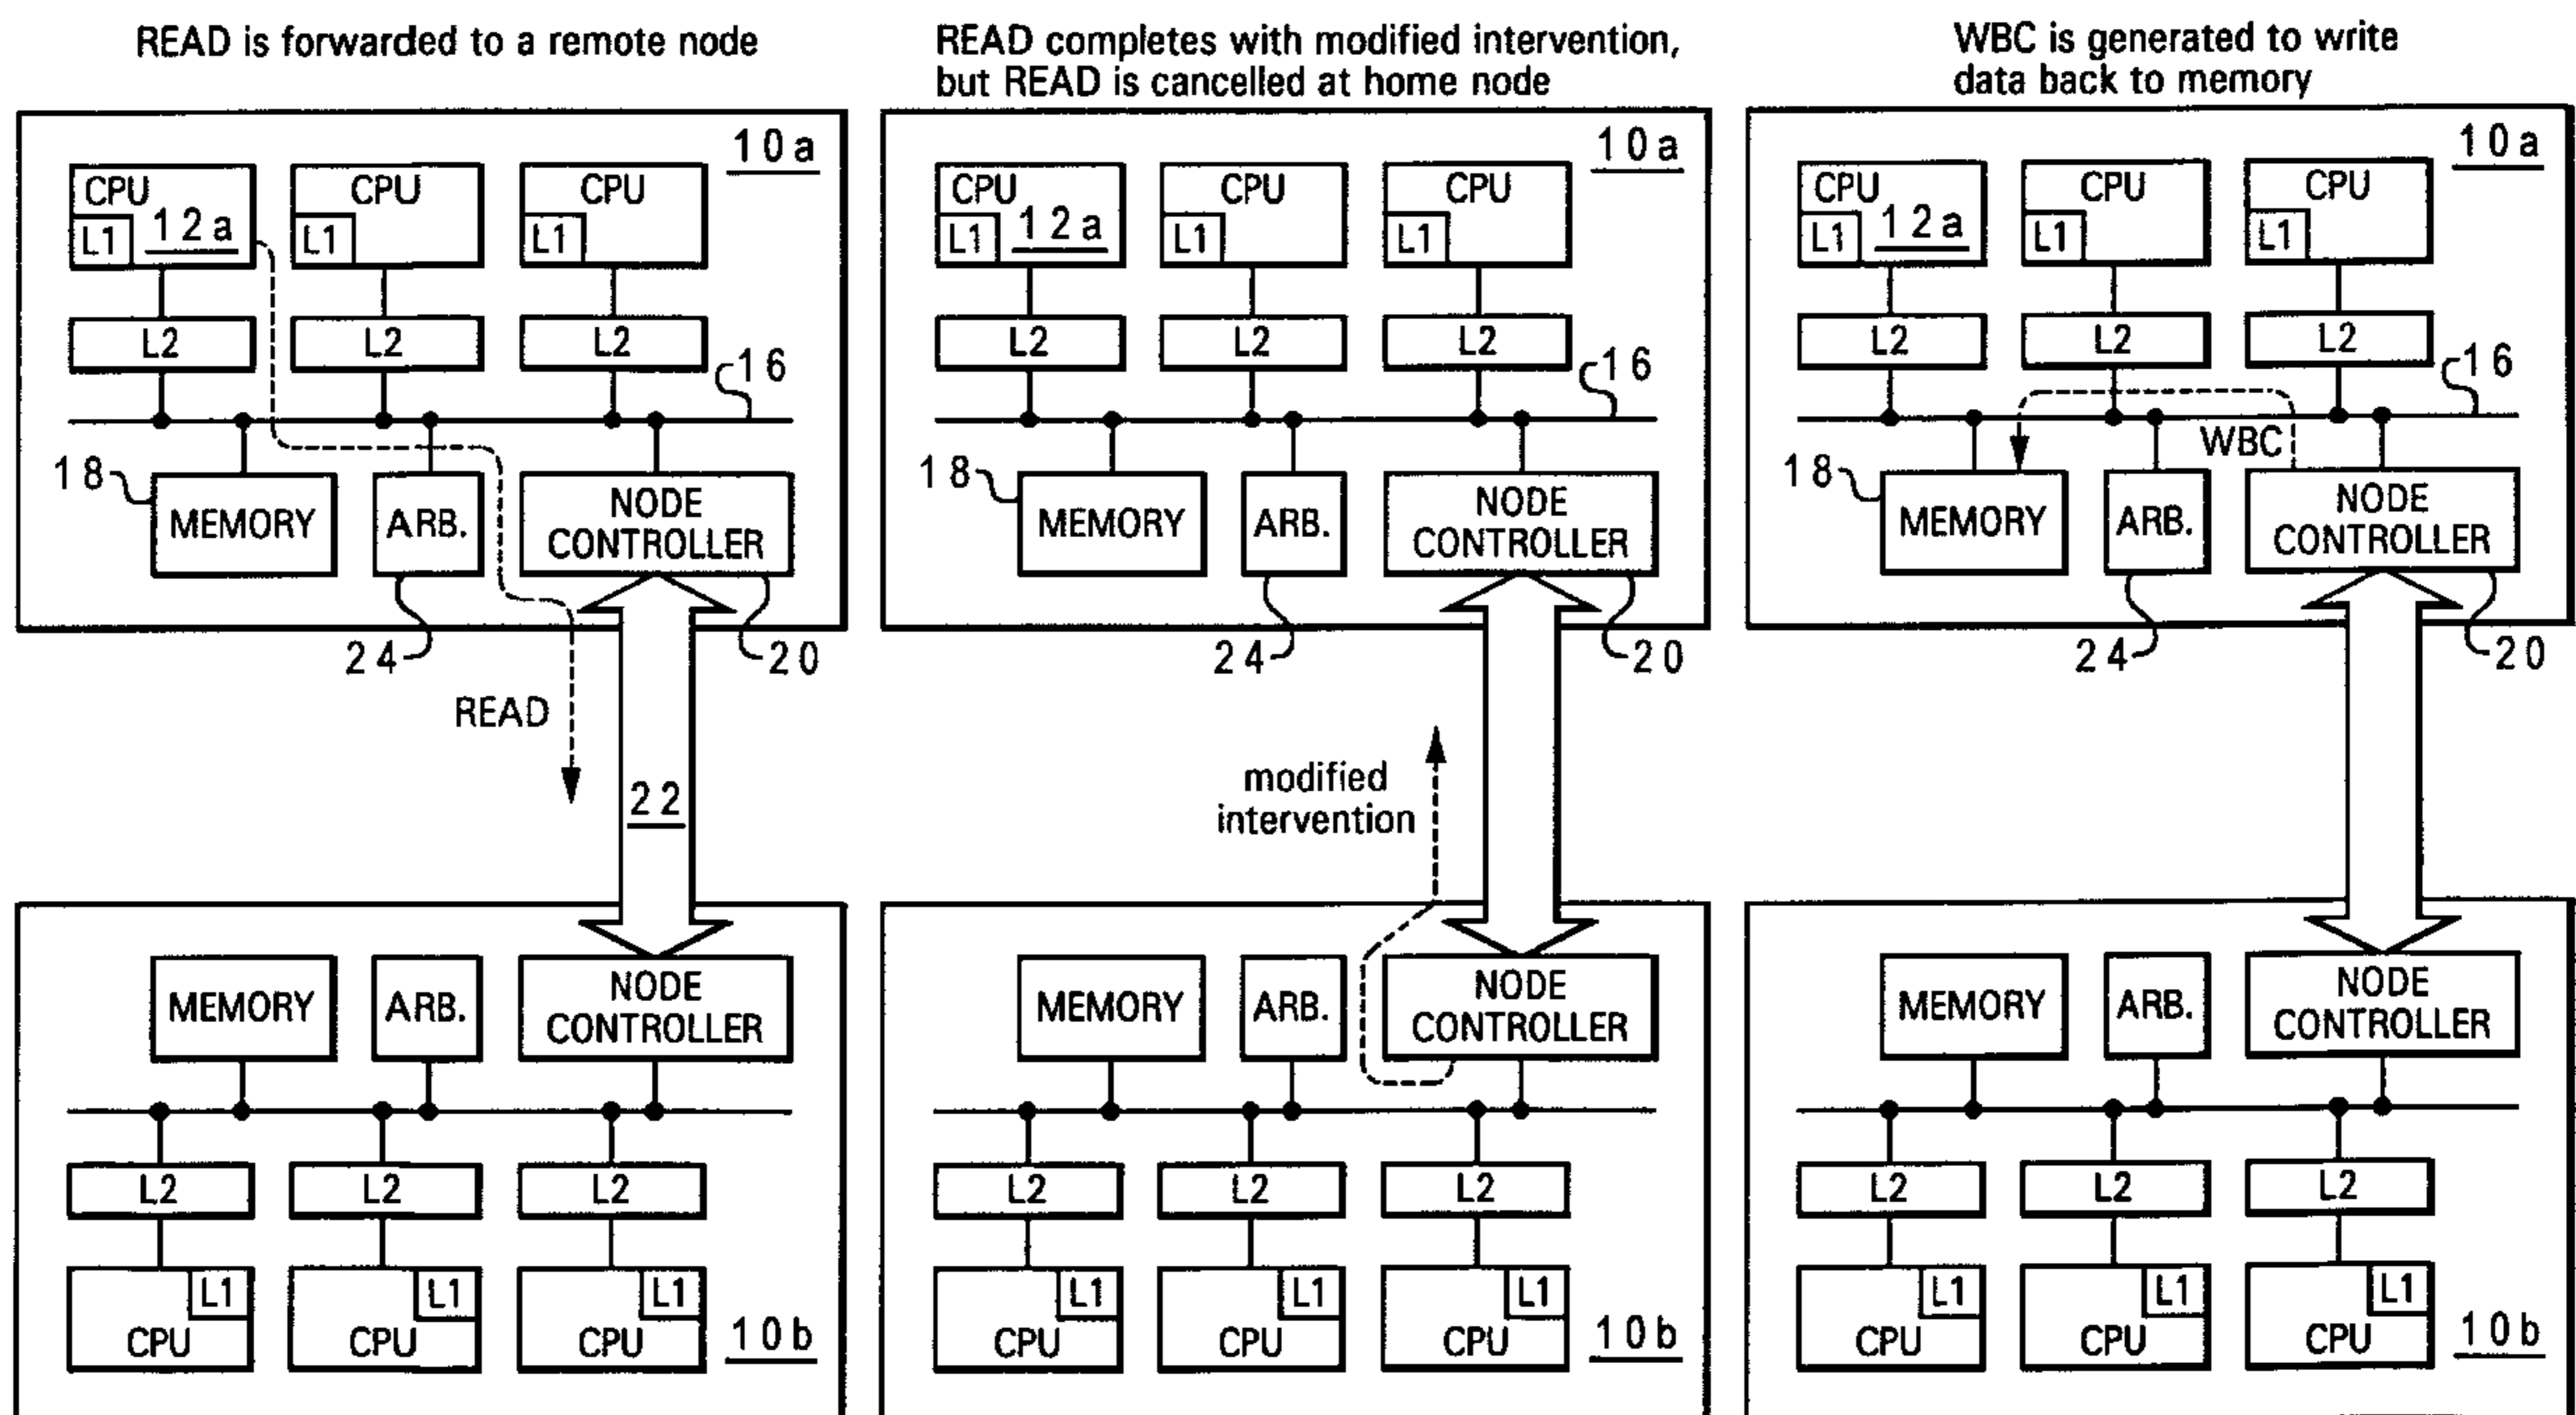 READ is forwarded to a remote node
10a
CPU
L1
12a
CPU
L1
CPU
L1
L2
L2
L2
16
18
MEMORY
ARB.
NODE
CONTROLLER
24
20
READ
22
MEMORY
ARB.
NODE
CONTROLLER
L2
L2
L2
L1
CPU
L1
CPU
L1
CPU
10b
READ completes with modified intervention,
but READ is cancelled at home node
10a
CPU
L1
12a
CPU
L1
CPU
L1
L2
L2
L2
16
18
MEMORY
ARB.
NODE
CONTROLLER
24
20
modified
intervention
MEMORY
ARB.
NODE
CONTROLLER
L2
L2
L2
L1
CPU
L1
CPU
L1
CPU
10b
WBC is generated to write
data back to memory
10a
CPU
L1
12a
CPU
L1
CPU
L1
L2
L2
L2
16
WBC
18
MEMORY
ARB.
NODE
CONTROLLER
24
20
MEMORY
ARB.
NODE
CONTROLLER
L2
L2
L2
L1
CPU
L1
CPU
L1
CPU
10b